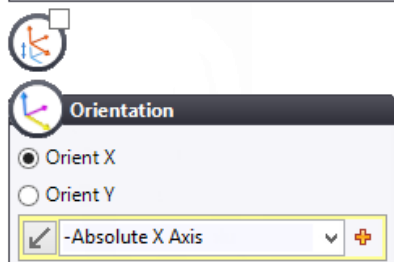 Orientation
Orient X
Orient Y
-Absolute X Axis